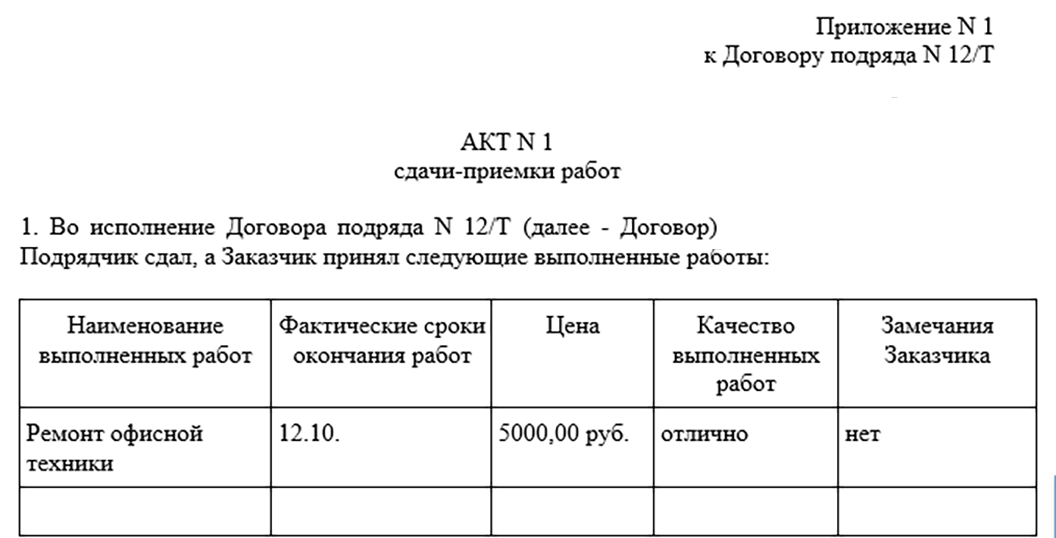 Приложение N 1
к Договору подряда N 12/Т
АКТ N 1
сдачи-приемки работ
1. Во исполнение Договора подряда N 12/Т (далее - Договор)
Подрядчик сдал, а Заказчик принял следующие выполненные работы:
Наименование Фактические сроки Цена Качество Замечания
выполненных работ окончания работ выполненных Заказчика
работ
Ремонт офисной 12.10. 5000,00 руб. отлично нет
техники